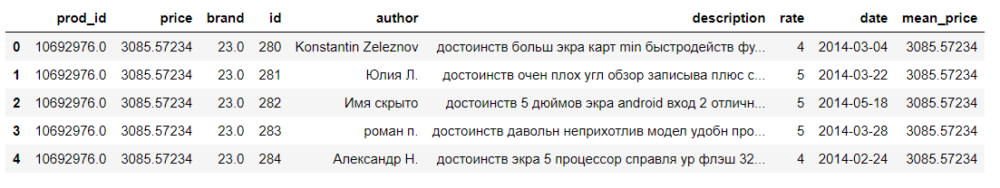 prod_id price brand id author description rate date mean_price
0 10692976.0 3085.57234 23.0 280 Konstantin Zeleznov достоинств больш экра карт min быстродейств фу... 4 2014-03-04 3085.57234
1 10692976.0 3085.57234 23.0 281 Юлия Л. достоинств очен плох угл обзор записыва плюс с... 5 2014-03-22 3085.57234
2 10692976.0 3085.57234 23.0 282 Имя скрыто достоинств 5 дюймов экра android вход 2 отличн... 5 2014-05-18 3085.57234
3 10692976.0 3085.57234 23.0 283 роман п. достоинств давольн неприхотлив модел удобн про... 5 2014-03-28 3085.57234
4 10692976.0 3085.57234 23.0 284 Александр Н. достоинств экра 5 процессор справля ур флэш 32... 4 2014-02-24 3085.57234